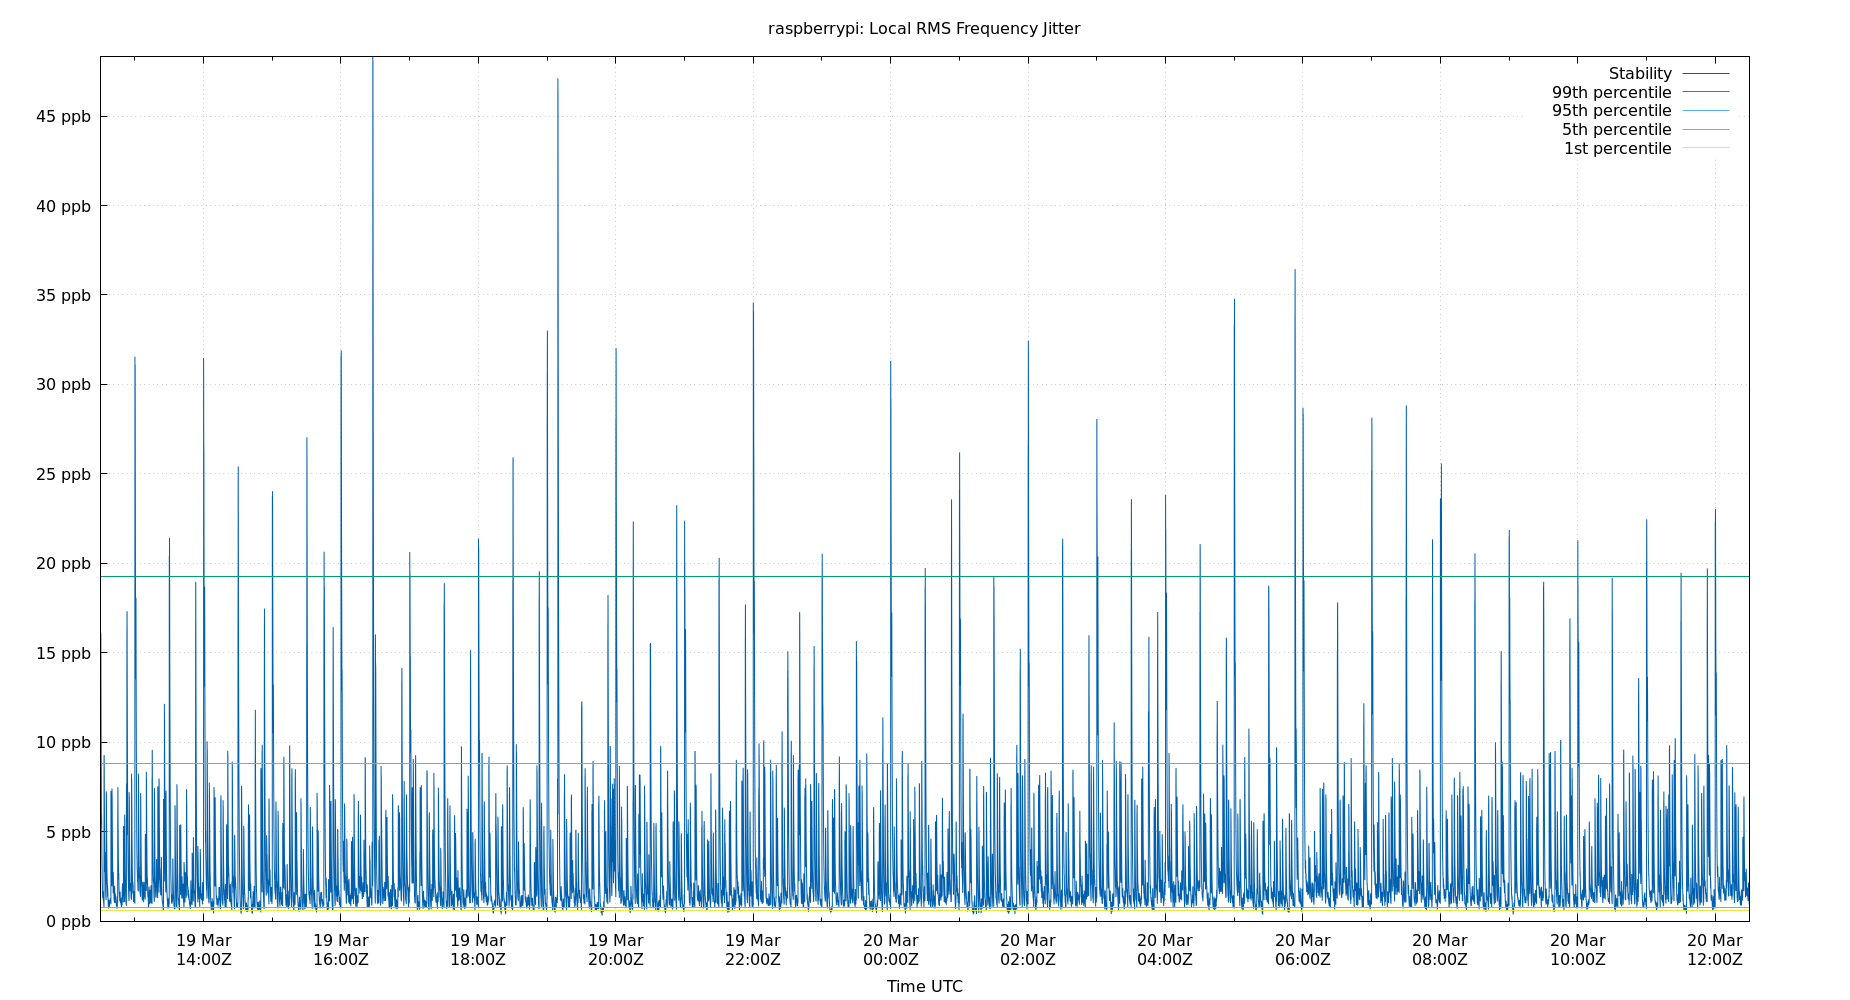 raspberrypi: Local RMS Frequency Jitter
Stability
99th percentile
95th percentile
5th percentile
1st percentile
45 ppb
40 ppb
35 ppb
30 ppb
25 ppb
20 ppb
15 ppb
10 ppb
5 ppb
0 ppb
19 Mar 19 Mar 19 Mar 19 Mar 19 Mar 20 Mar 20 Mar 20 Mar 20 Mar 20 Mar 20 Mar 20 Mar
14:00Z 16:00Z 18:00Z 20:00Z 22:00Z 00:00Z 02:00Z 04:00Z 06:00Z 08:00Z 10:00Z 12:00Z
Time UTC